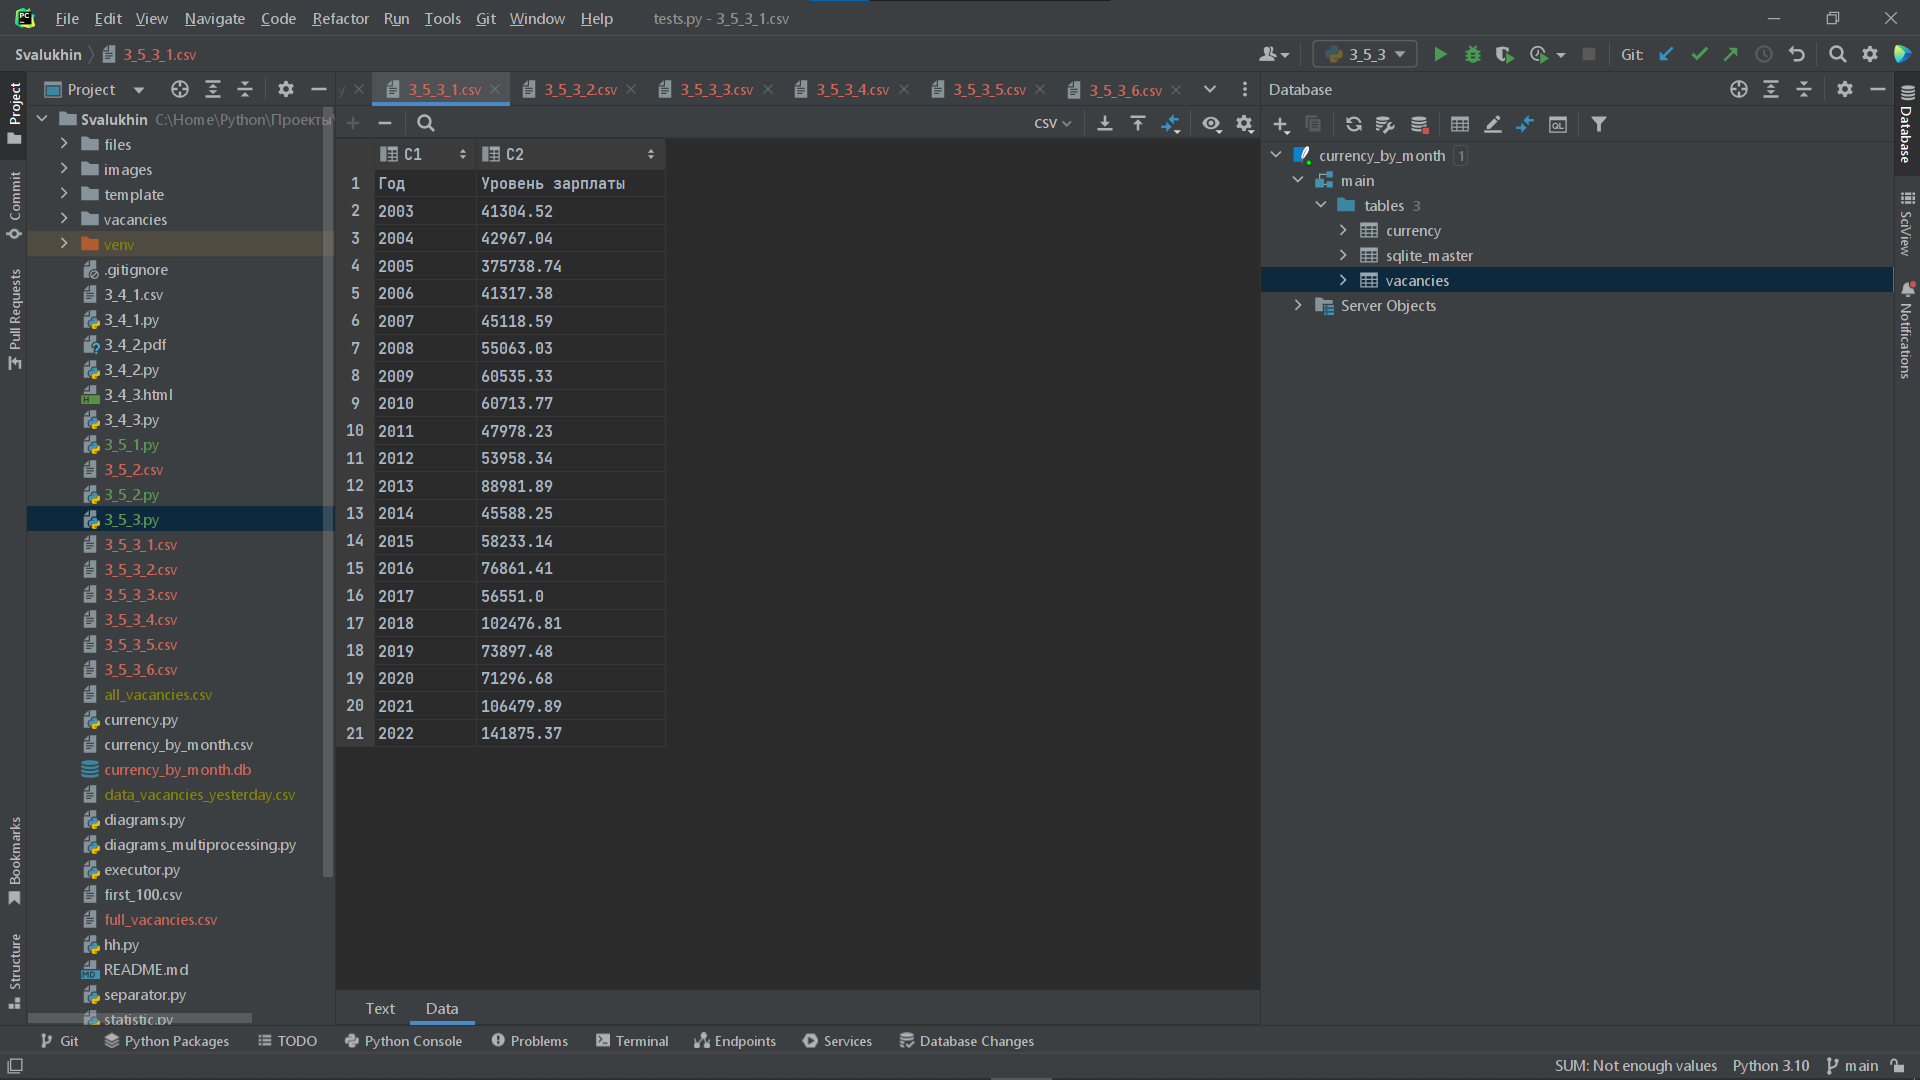 File Edit View Navigate Code Refactor Run Tools Git Window Help tests.py - 3_5_3_1.csv
Svalukhin 3_5_3_1.csv 3_5_3 Git:
Project 3_5_3_1.csv 3_5_3_2.csv 3_5_3_3.csv 3_5_3_4.csv 3_5_3_5.csv 3_5_3_6.csv Database
Svalukhin C:\Home\Python\Проекты
files
images
template
vacancies
venv
.gitignore
3_4_1.csv
3_4_1.py
3_4_2.pdf
3_4_2.py
3_4_3.html
3_4_3.py
3_5_1.py
3_5_2.csv
3_5_2.py
3_5_3.py
3_5_3_1.csv
3_5_3_2.csv
3_5_3_3.csv
3_5_3_4.csv
3_5_3_5.csv
3_5_3_6.csv
all_vacancies.csv
currency.py
currency_by_month.csv
currency_by_month.db
data_vacancies_yesterday.csv
diagrams.py
diagrams_multiprocessing.py
executor.py
first_100.csv
full_vacancies.csv
hh.py
README.md
separator.py
statistic.py
CSV
C1 C2
1 Год Уровень зарплаты
2 2003 41304.52
3 2004 42967.04
4 2005 375738.74
5 2006 41317.38
6 2007 45118.59
7 2008 55063.03
8 2009 60535.33
9 2010 60713.77
10 2011 47978.23
11 2012 53958.34
12 2013 88981.89
13 2014 45588.25
14 2015 58233.14
15 2016 76861.41
16 2017 56551.0
17 2018 102476.81
18 2019 73897.48
19 2020 71296.68
20 2021 106479.89
21 2022 141875.37
Text Data
currency_by_month 1
main
tables 3
currency
sqlite_master
vacancies
Server Objects
Project
Commit
Pull Requests
Bookmarks
Structure
Database
SciView
Notifications
Git Python Packages TODO Python Console Problems Terminal Endpoints Services Database Changes
SUM: Not enough values Python 3.10 main